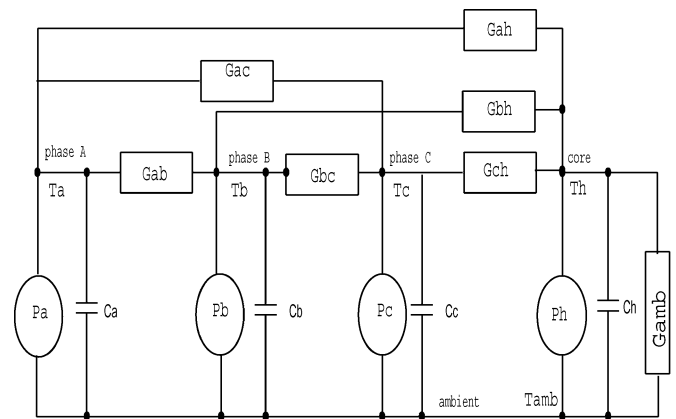 Gah
Gac
Gbh
phase A
phase B
phase C
core
Gab
Gbc
Gch
Ta
Tb
Tc
Th
Pa
Ca
Pb
Cb
Pc
Cc
Ph
Ch
Gamb
ambient
Tamb